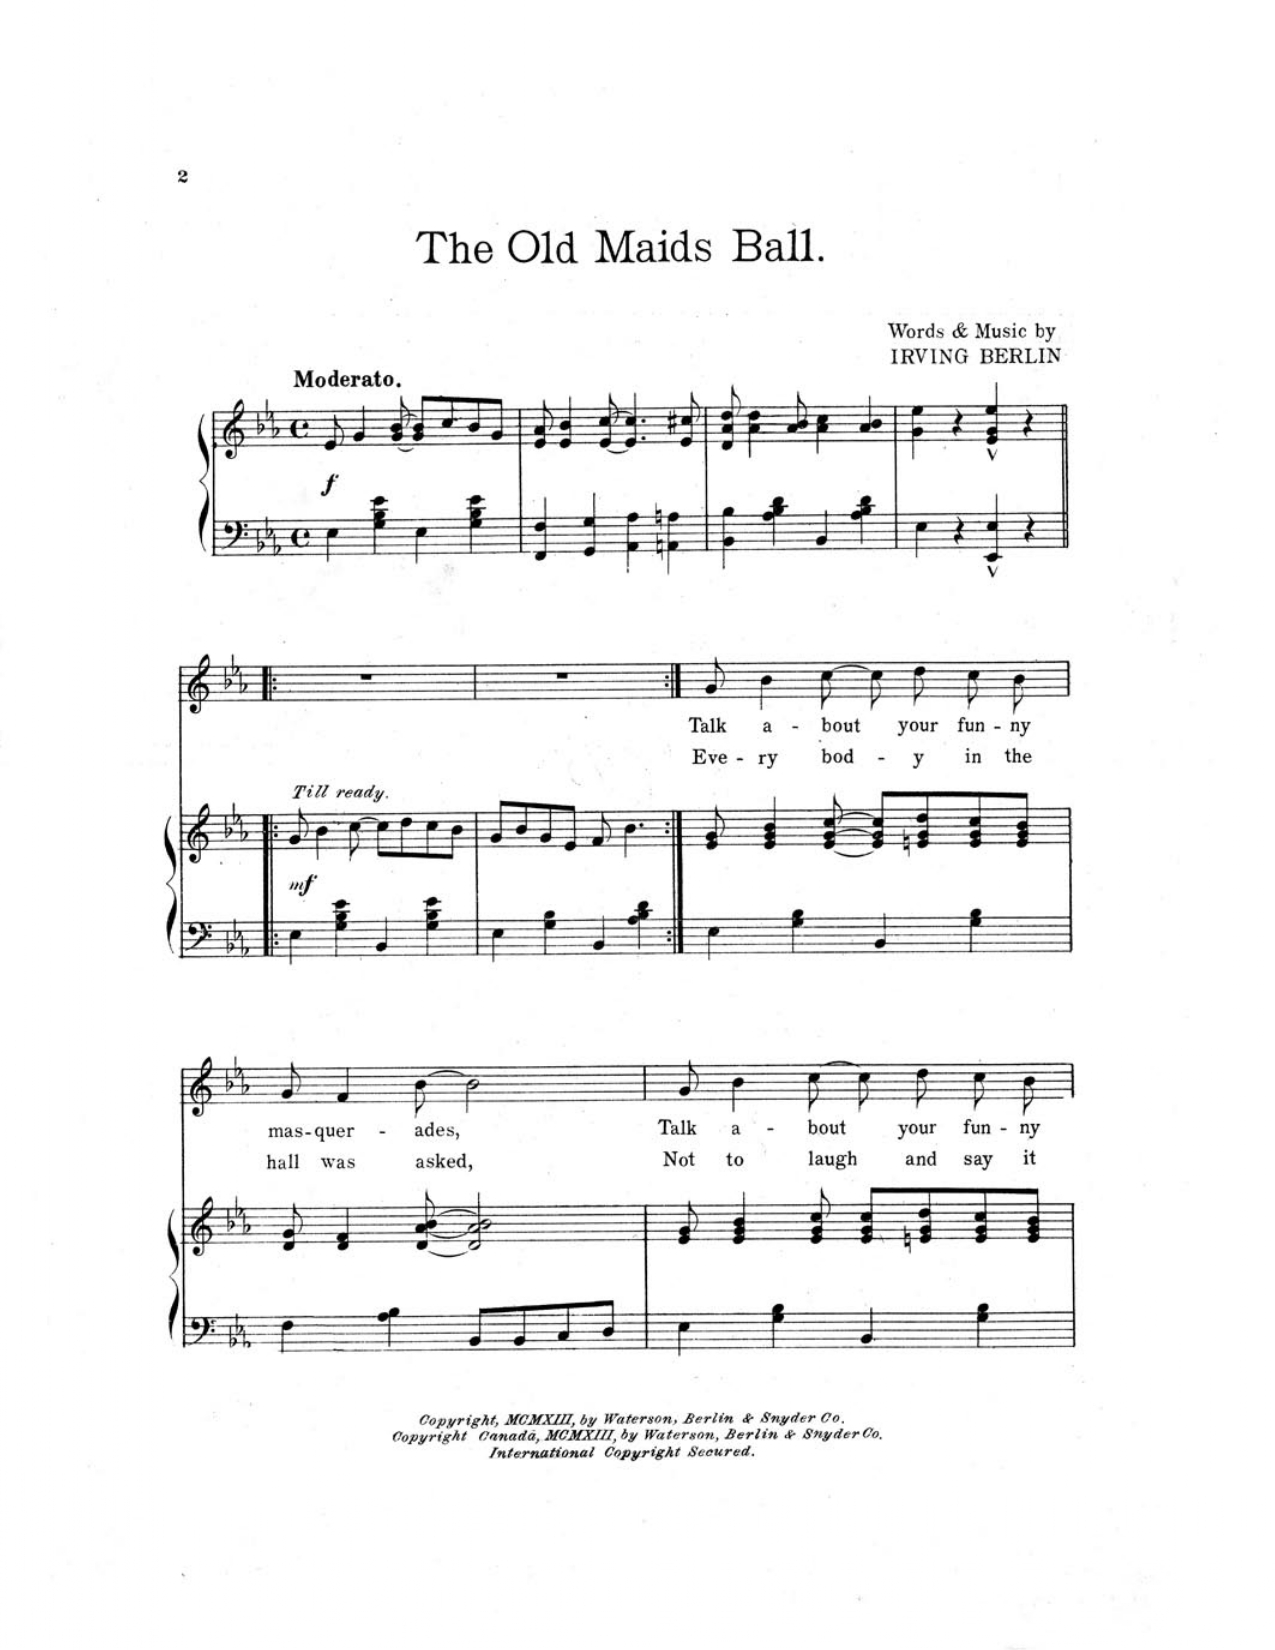 2
The Old Maids Ball.
Words & Music by
IRVING BERLIN
Moderato.
f
Talk a - bout your fun - ny
Eve - ry bod - y in the
Till ready.
mf
mas - quer - ades, Talk a - bout your fun - ny
hall was asked, Not to laugh and say it
Copyright, MCMXIII, by Waterson, Berlin & Snyder Co.
Copyright Canada, MCMXIII, by Waterson, Berlin & Snyder Co.
International Copyright Secured.